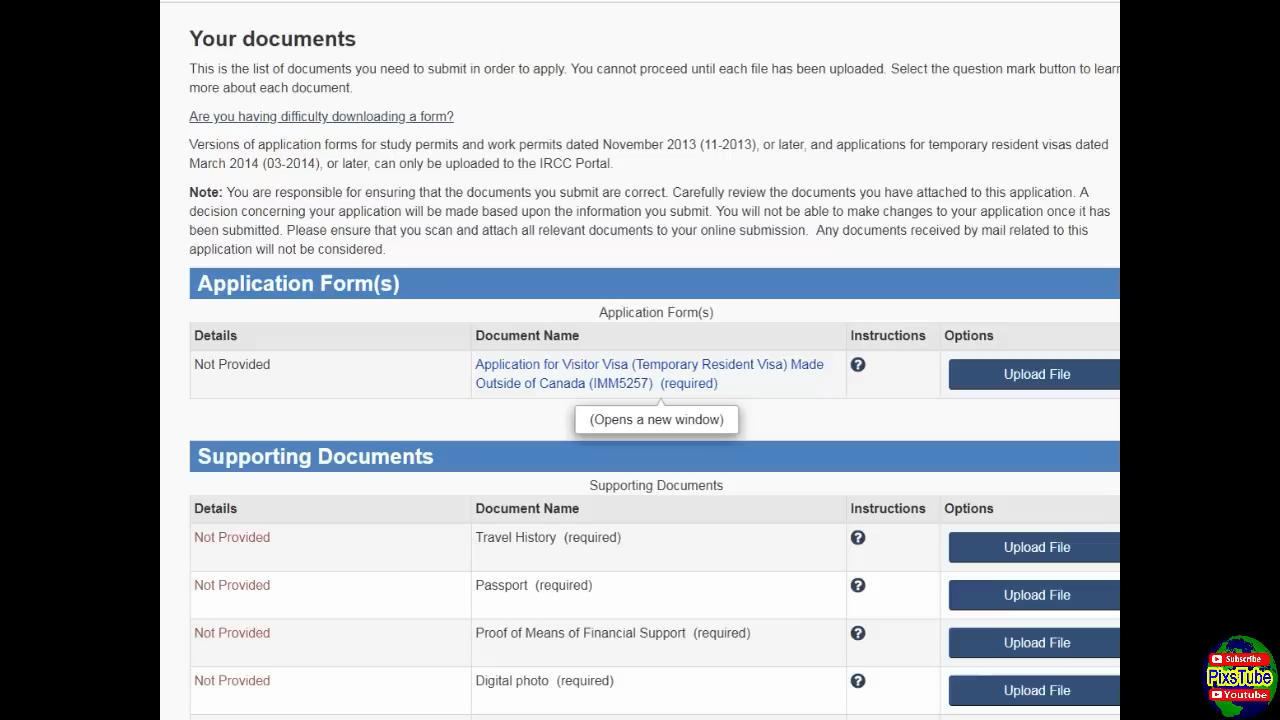 Your documents
This is the list of documents you need to submit in order to apply. You cannot proceed until each file has been uploaded. Select the question mark button to learn
more about each document.
Are you having difficulty downloading a form?
Versions of application forms for study permits and work permits dated November 2013 (11-2013), or later, and applications for temporary resident visas dated
March 2014 (03-2014), or later, can only be uploaded to the IRCC Portal.
Note: You are responsible for ensuring that the documents you submit are correct. Carefully review the documents you have attached to this application. A
decision concerning your application will be made based upon the information you submit. You will not be able to make changes to your application once it has
been submitted. Please ensure that you scan and attach all relevant documents to your online submission.  Any documents received by mail related to this
application will not be considered.
Application Form(s)
Application Form(s)
Details Document Name Instructions Options
Not Provided Application for Visitor Visa (Temporary Resident Visa) Made Upload File
Outside of Canada (IMM5257)  (required)
(Opens a new window)
Supporting Documents
Supporting Documents
Details Document Name Instructions Options
Not Provided Travel History  (required) Upload File
Not Provided Passport  (required) Upload File
Not Provided Proof of Means of Financial Support  (required) Upload File
Not Provided Digital photo  (required) Upload File
Subscribe
PixsTube
Youtube